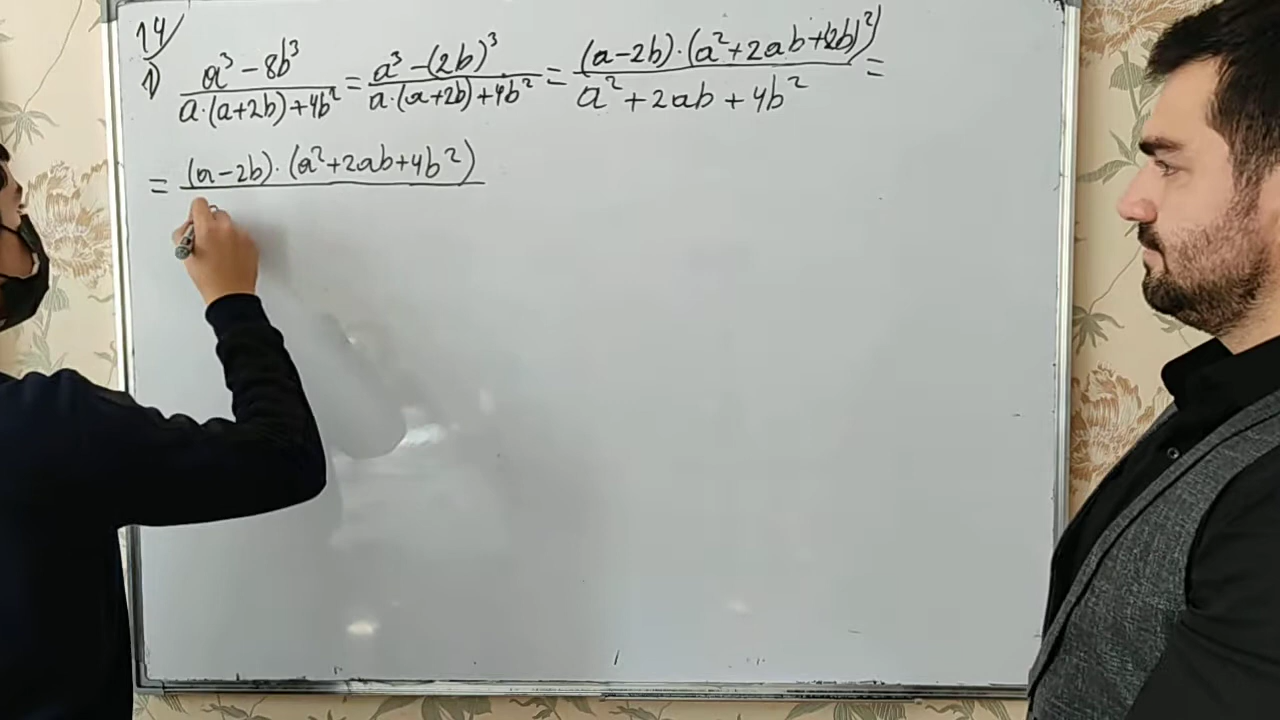 14/
1) (a³ - 8b³)/(a·(a+2b)+4b²) = (a³ - (2b)³)/(a·(a+2b)+4b²) = ((a-2b)·(a²+2ab+(2b)²))/(a²+2ab+4b²) =
= (a-2b)·(a²+2ab+4b²)